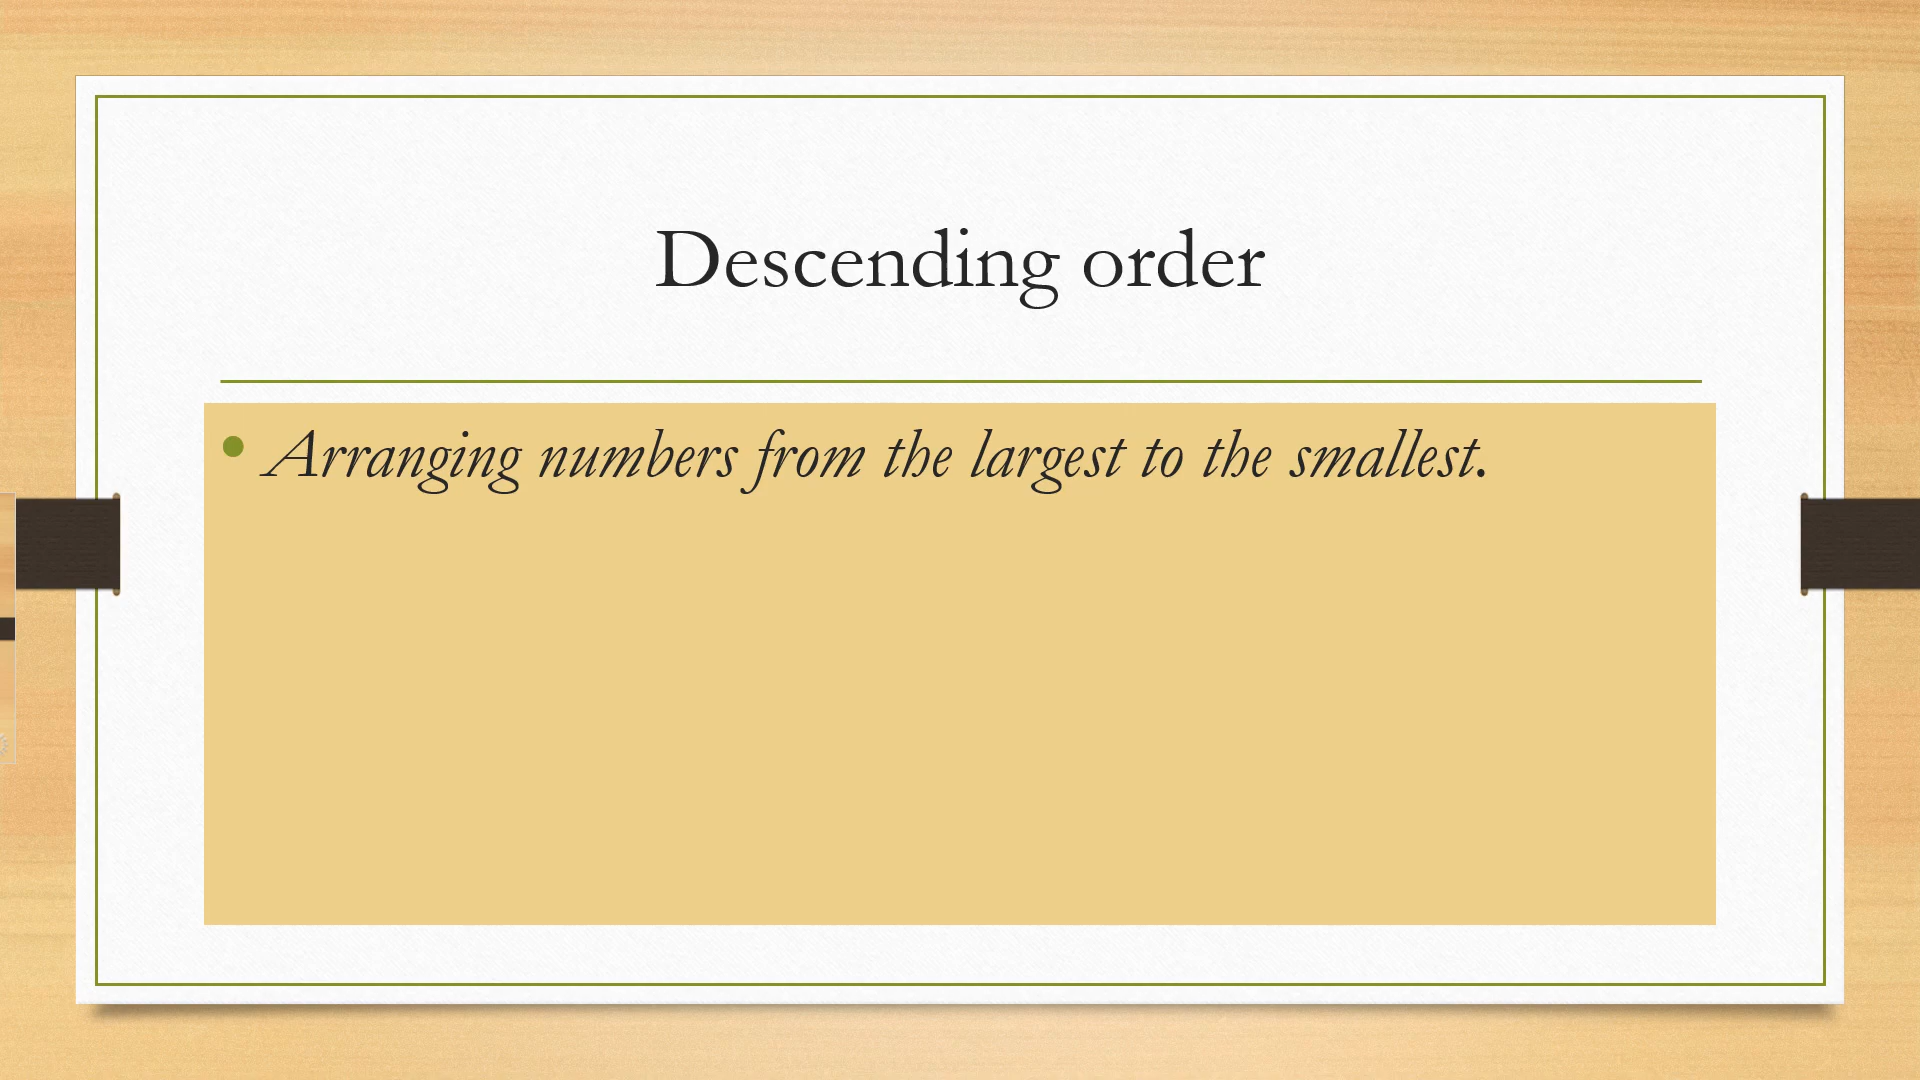 Descending order
Arranging numbers from the largest to the smallest.